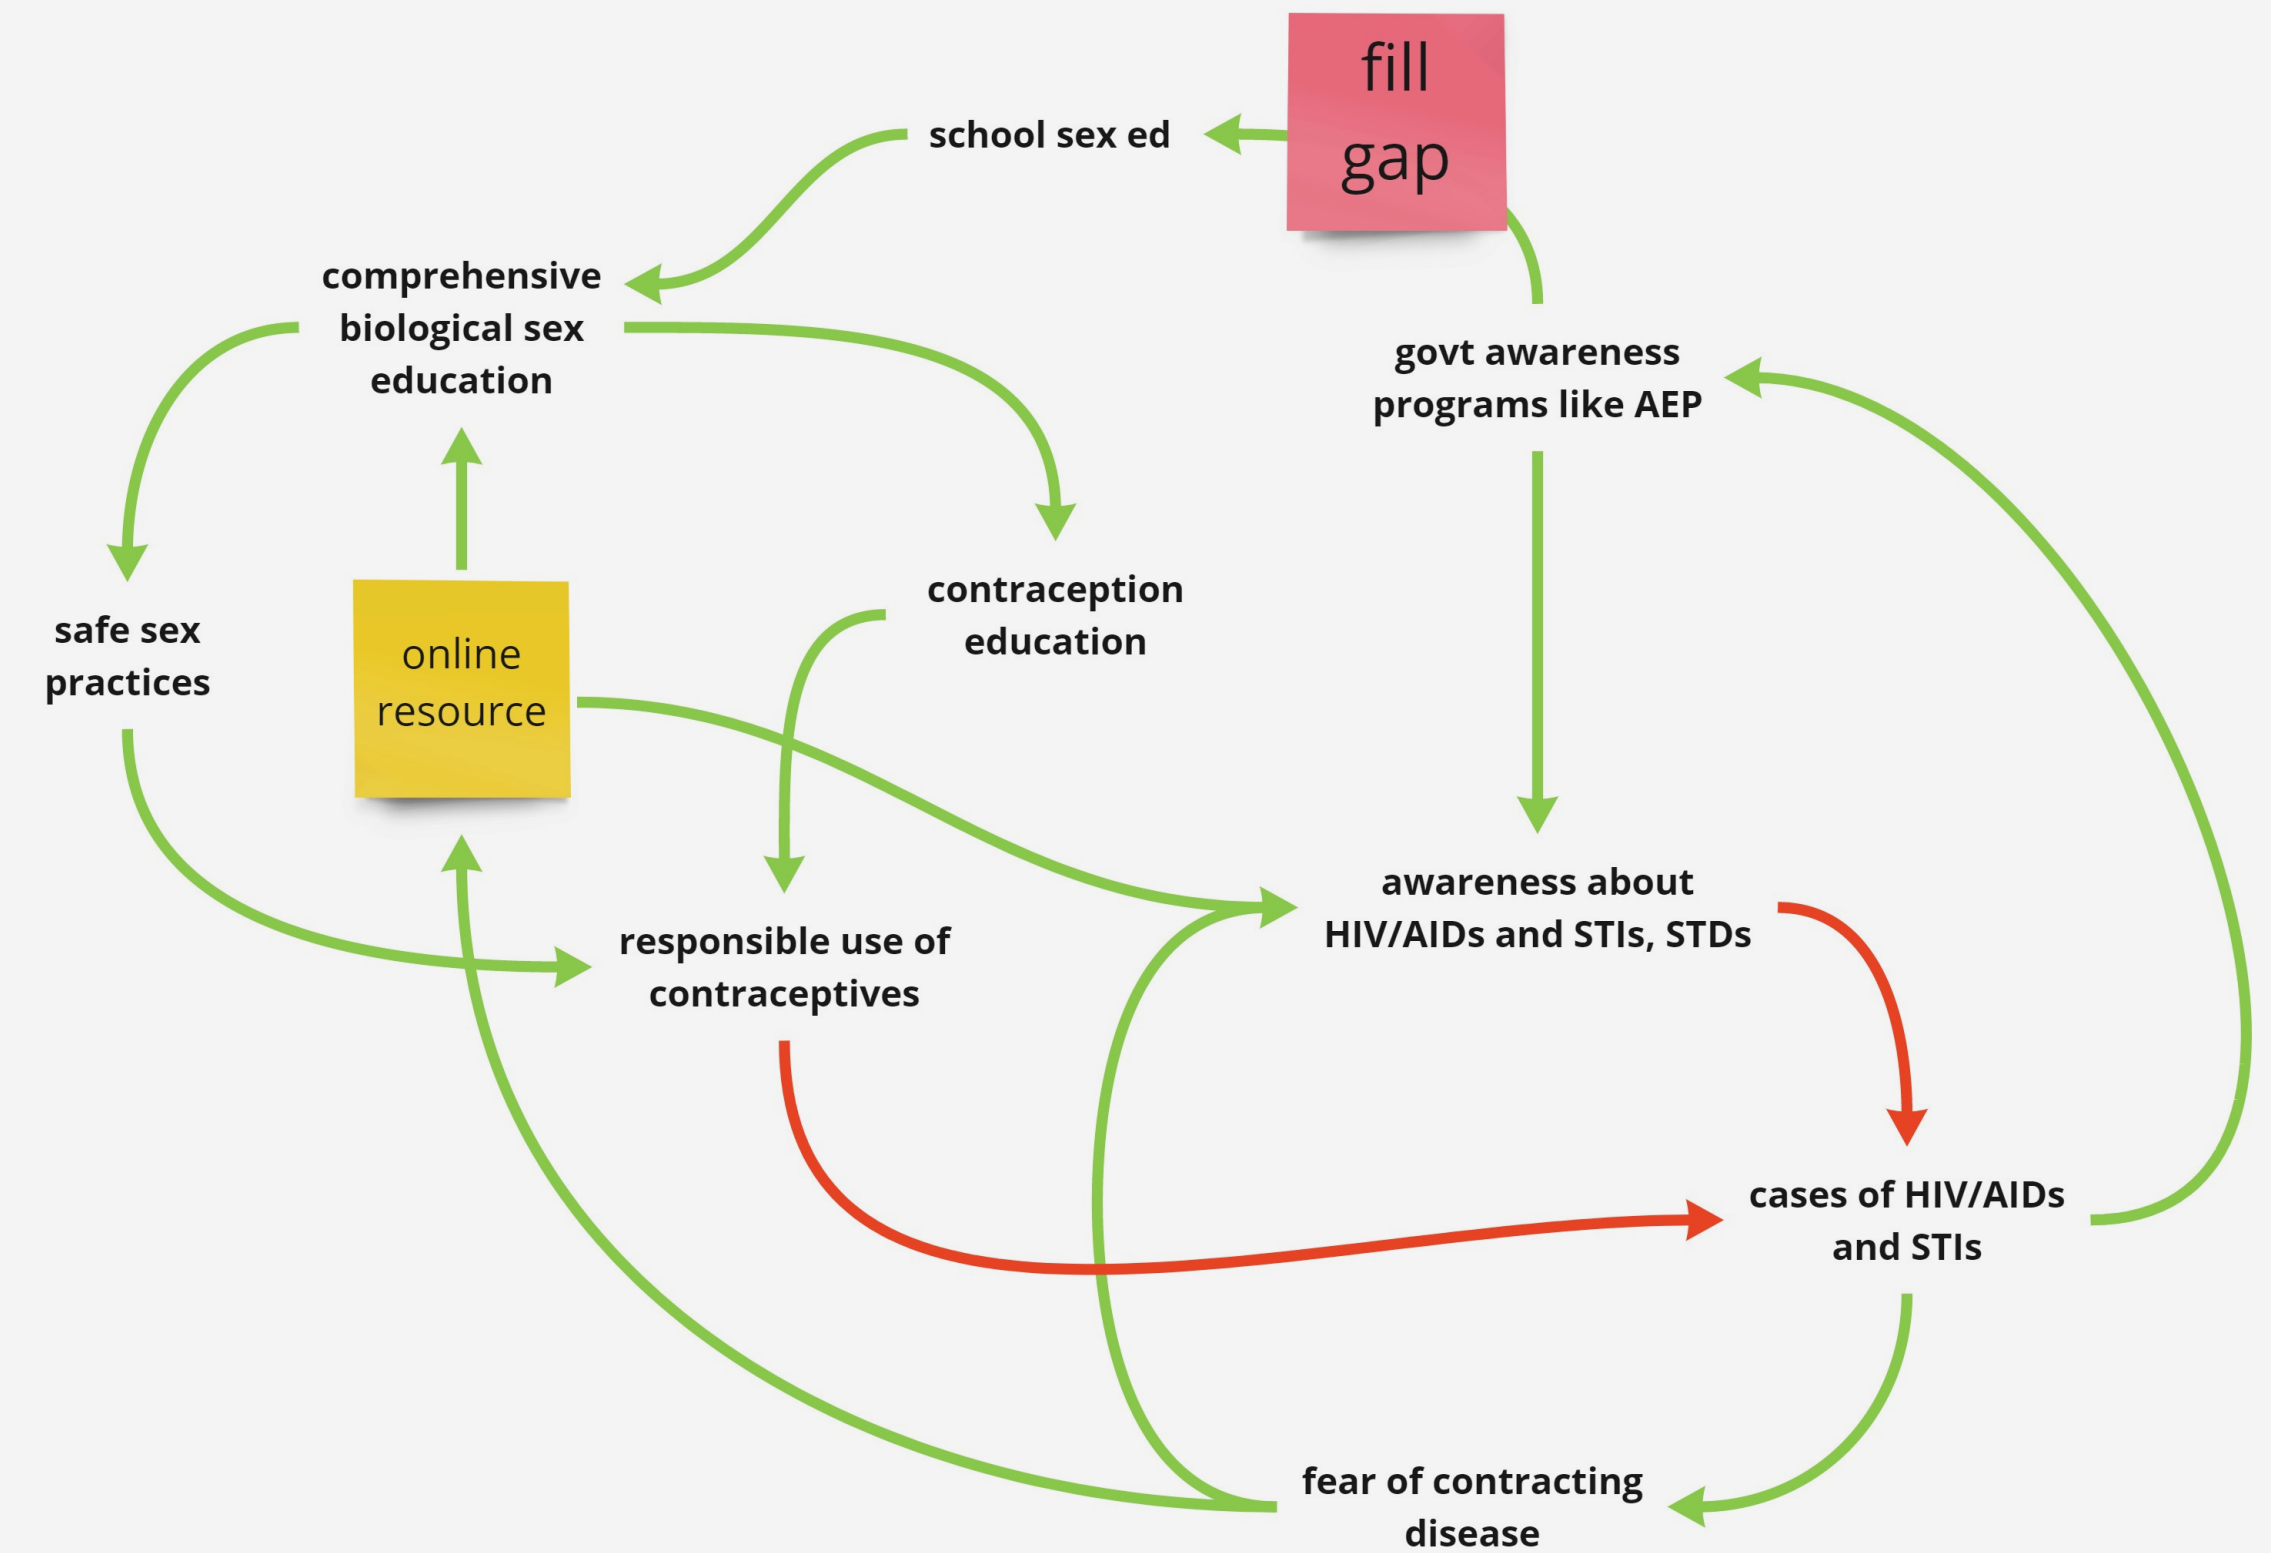 fill
gap
school sex ed
comprehensive
biological sex
education
govt awareness
programs like AEP
contraception
education
safe sex
practices
online
resource
awareness about
HIV/AIDs and STIs, STDs
responsible use of
contraceptives
cases of HIV/AIDs
and STIs
fear of contracting
disease